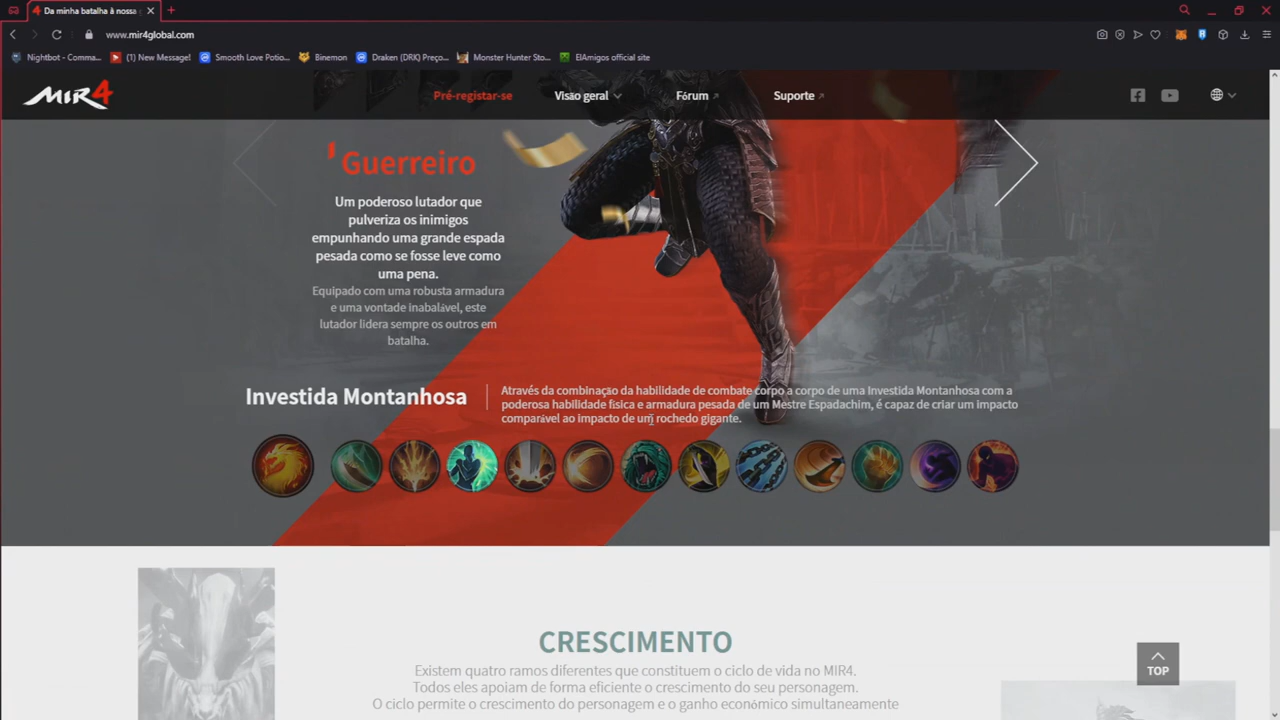 Da minha batalha à nossa
www.mir4global.com
Nightbot - Comma...
(1) New Message!
Smooth Love Potio...
Binemon
Draken (DRK) Preço...
Monster Hunter Sto...
ElAmigos official site
MIR4
Pré-registar-se
Visão geral
Fórum
Suporte
Guerreiro
Um poderoso lutador que
pulveriza os inimigos
empunhando uma grande espada
pesada como se fosse leve como
uma pena.
Equipado com uma robusta armadura
e uma vontade inabalável, este
lutador lidera sempre os outros em
batalha.
Investida Montanhosa
Através da combinação da habilidade de combate corpo a corpo de uma Investida Montanhosa com a
poderosa habilidade física e armadura pesada de um Mestre Espadachim, é capaz de criar um impacto
comparável ao impacto de um rochedo gigante.
CRESCIMENTO
Existem quatro ramos diferentes que constituem o ciclo de vida no MIR4.
Todos eles apoiam de forma eficiente o crescimento do seu personagem.
O ciclo permite o crescimento do personagem e o ganho económico simultaneamente
TOP